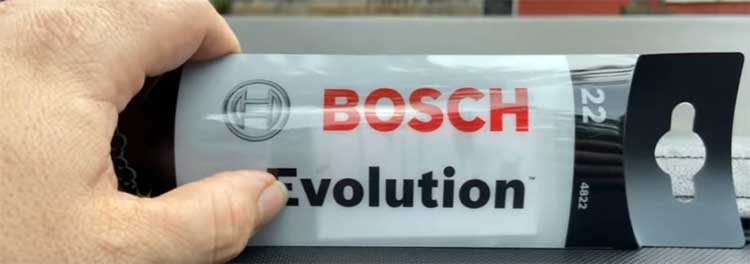 BOSCH
Evolution™
22
4822